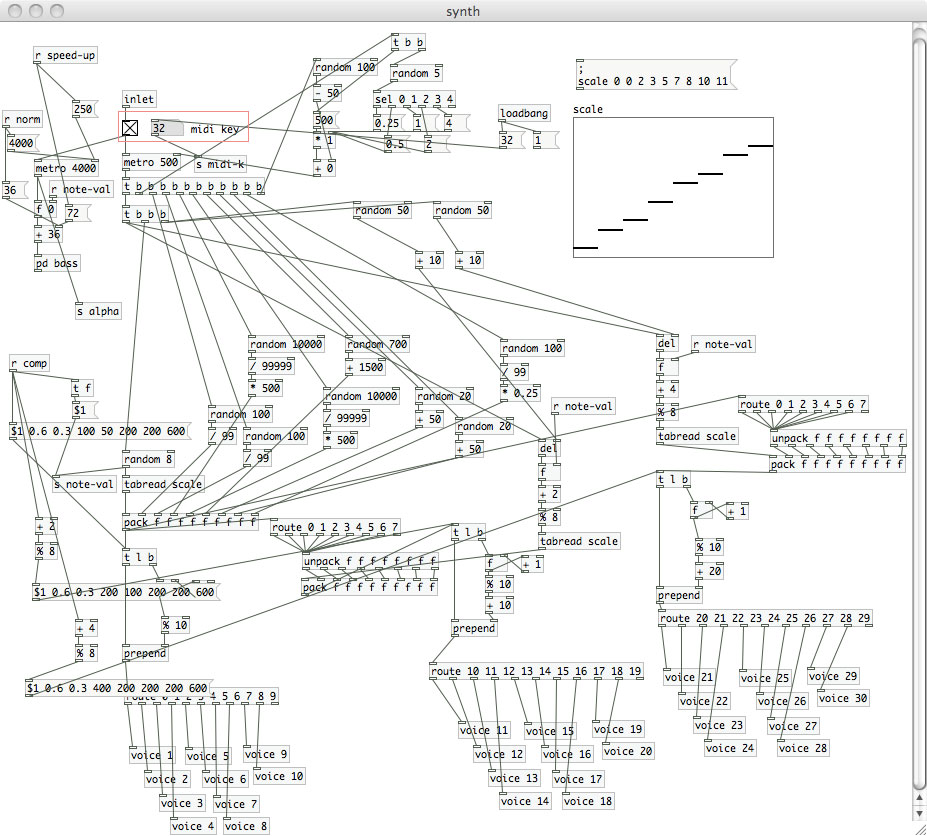 synth
t b b
r speed-up
random 100
random 5
;
scale 0 0 2 3 5 7 8 10 11
- 50
250
inlet
sel 0 1 2 3 4
r norm
500
0.25
1
4
loadbang
scale
32
midi key
4000
* 1
0.5
2
32
1
metro 4000
metro 500
s midi-k
+ 0
36
r note-val
t b b b b b b b b b b b
f 0
72
t b b b
random 50
random 50
+ 36
pd bass
+ 10
+ 10
s alpha
random 10000
random 700
random 100
del
r note-val
r comp
/ 99999
+ 1500
/ 99
f
t f
* 500
random 10000
random 20
* 0.25
+ 4
$1
random 100
/ 99999
+ 50
random 20
r note-val
% 8
route 0 1 2 3 4 5 6 7
$1 0.6 0.3 100 50 200 200 600
/ 99
random 100
* 500
+ 50
del
tabread scale
unpack f f f f f f f f
random 8
/ 99
f
pack f f f f f f f f
s note-val
tabread scale
+ 2
t l b
pack f f f f f f f f
% 8
f
+ 1
+ 2
route 0 1 2 3 4 5 6 7
t l b
tabread scale
% 8
t l b
unpack f f f f f f f f
f
+ 1
% 10
$1 0.6 0.3 200 100 200 200 600
pack f f f f f f f f
% 10
+ 20
+ 10
prepend
+ 4
% 10
prepend
route 20 21 22 23 24 25 26 27 28 29
% 8
prepend
$1 0.6 0.3 400 200 200 200 600
route 0 1 2 3 4 5 6 7 8 9
route 10 11 12 13 14 15 16 17 18 19
voice 21
voice 25
voice 29
voice 22
voice 26
voice 30
voice 11
voice 15
voice 19
voice 23
voice 27
voice 1
voice 5
voice 9
voice 12
voice 16
voice 20
voice 24
voice 28
voice 2
voice 6
voice 10
voice 13
voice 17
voice 3
voice 7
voice 14
voice 18
voice 4
voice 8